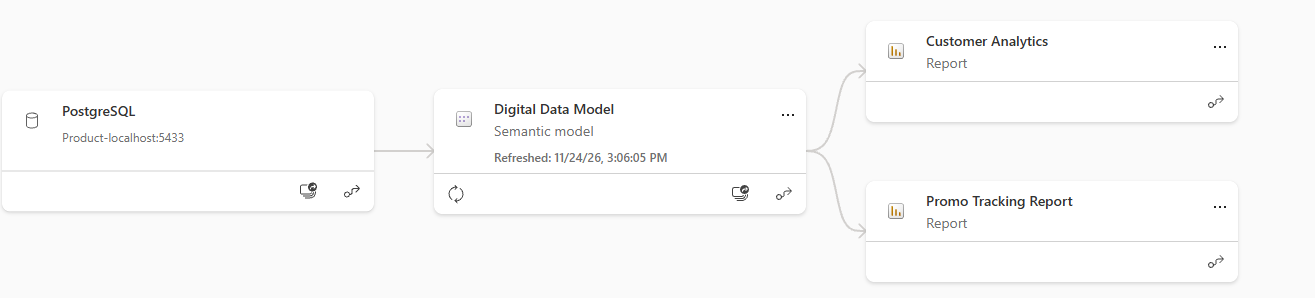 PostgreSQL
Product-localhost:5433
Digital Data Model
Semantic model
Refreshed: 11/24/26, 3:06:05 PM
Customer Analytics
Report
Promo Tracking Report
Report